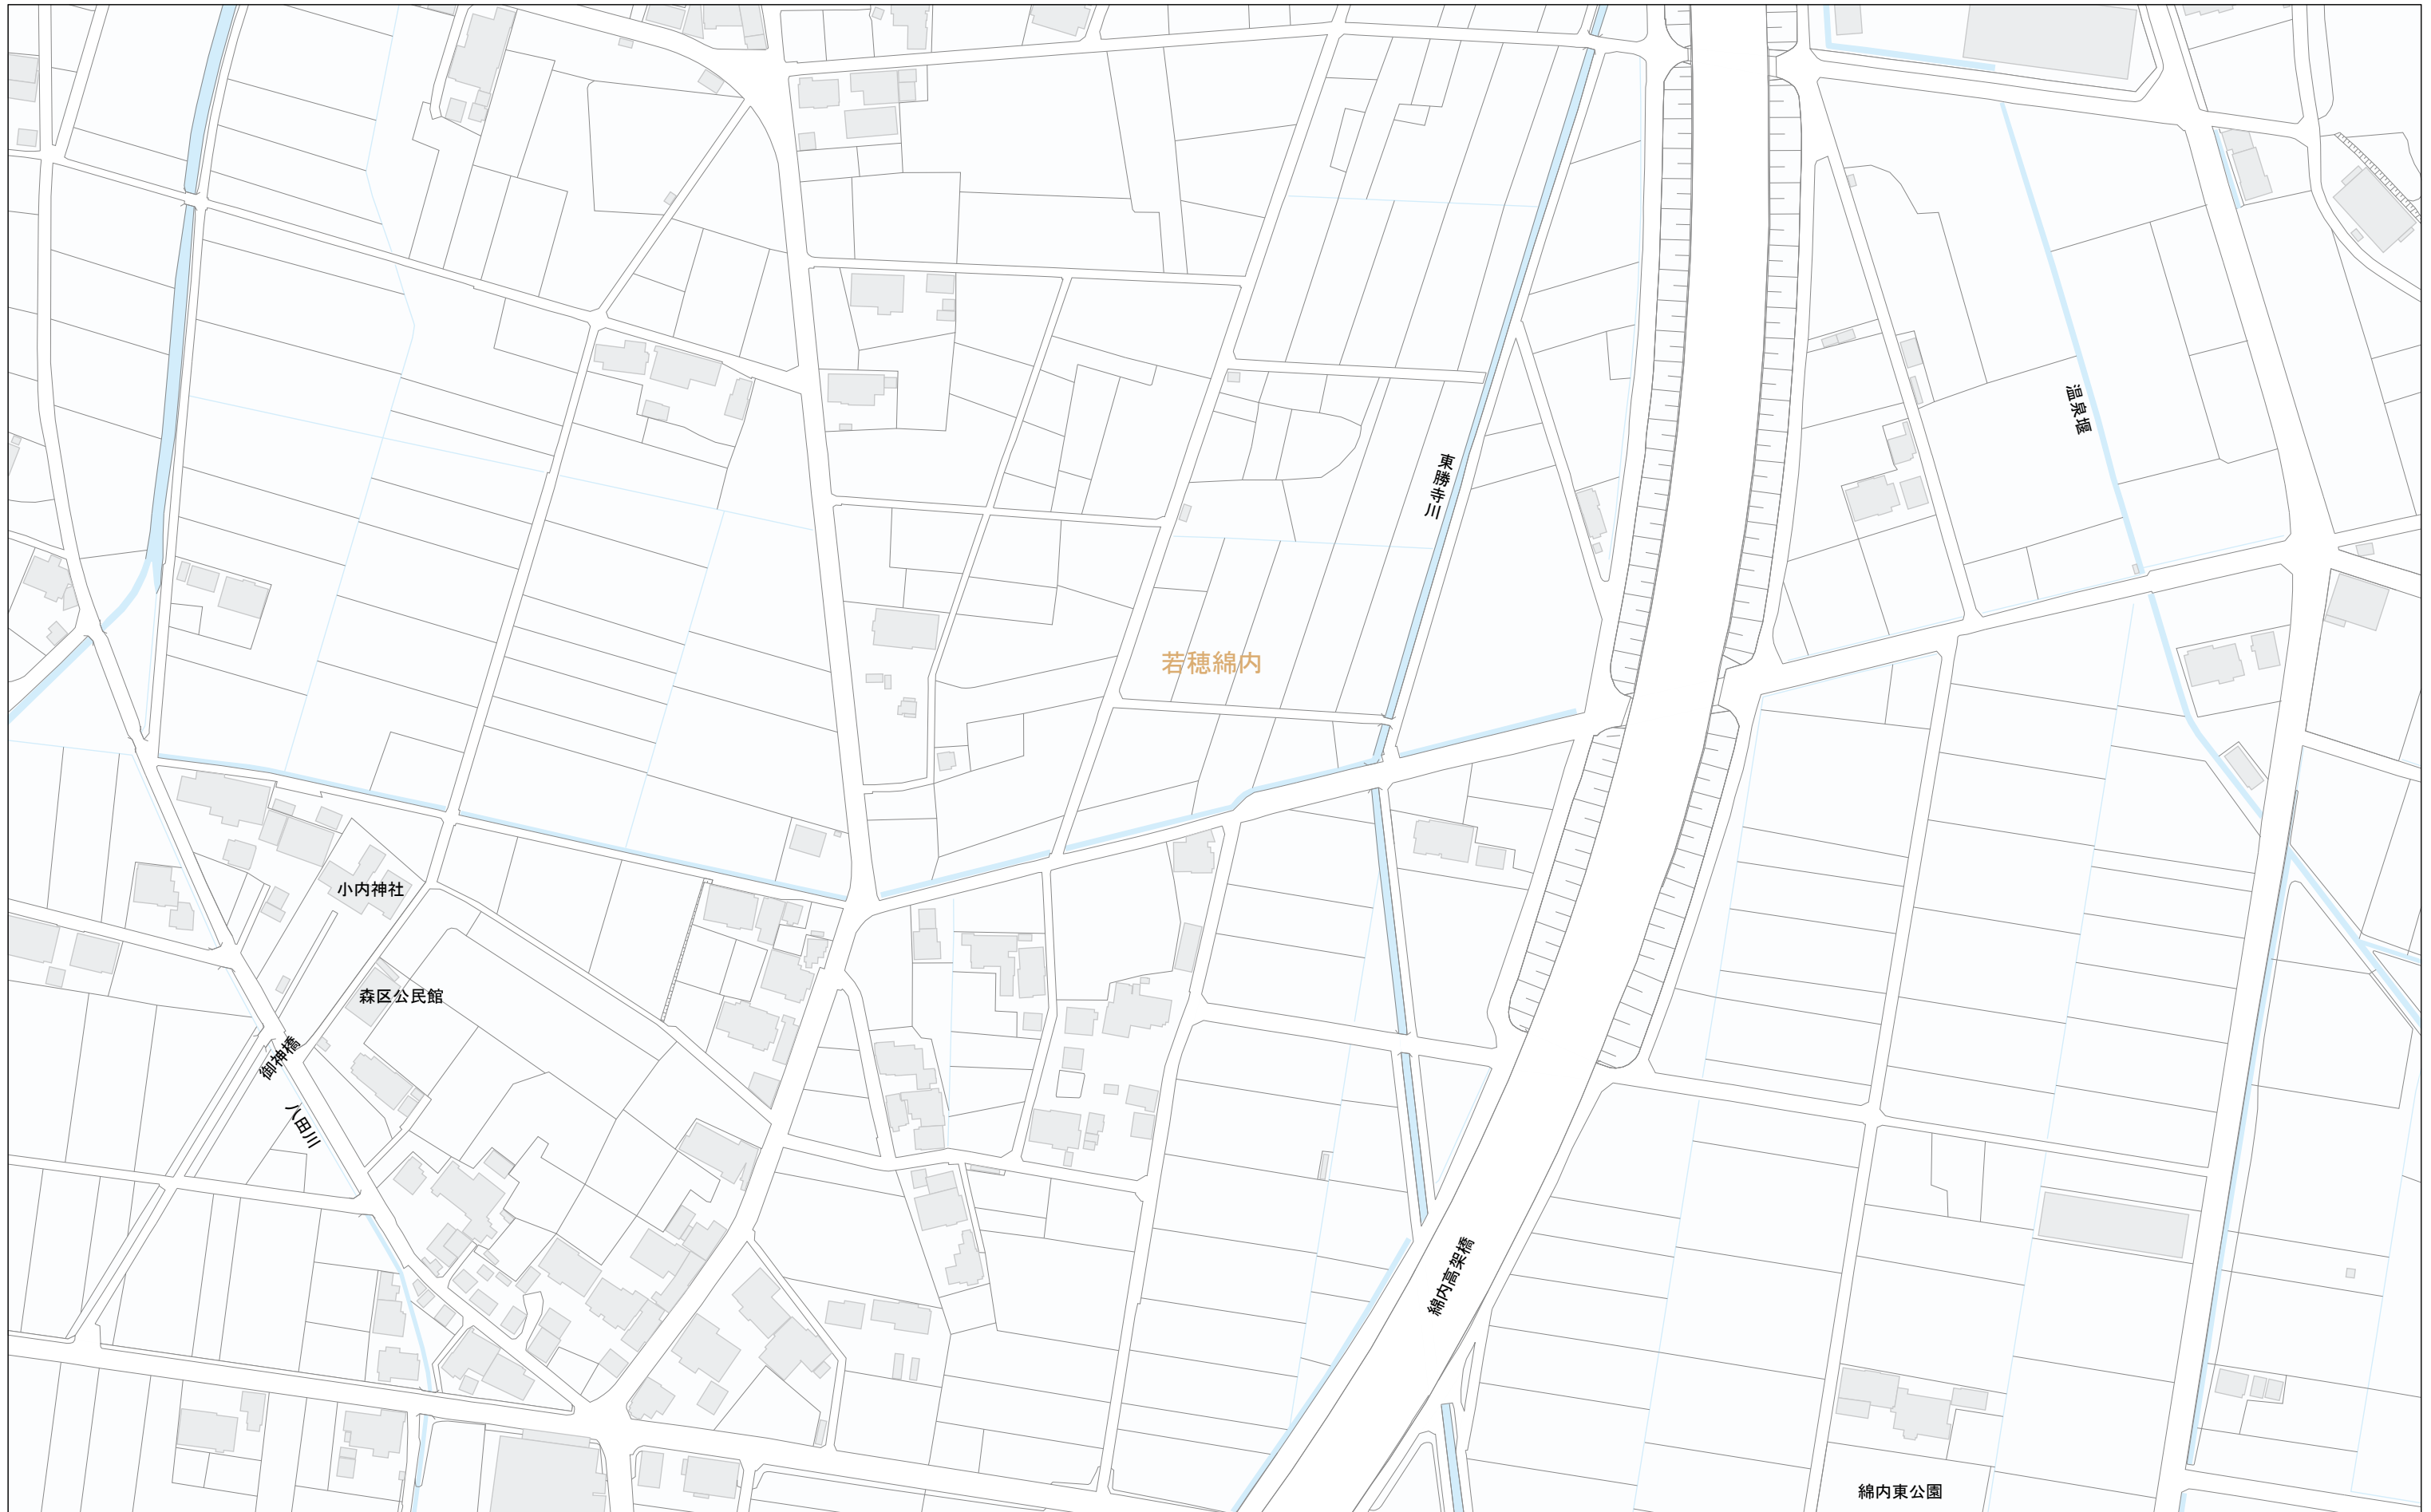 温泉堰
東勝寺川
若穂綿内
小内神社
森区公民館
御神橋
八田川
綿内高架橋
綿内東公園